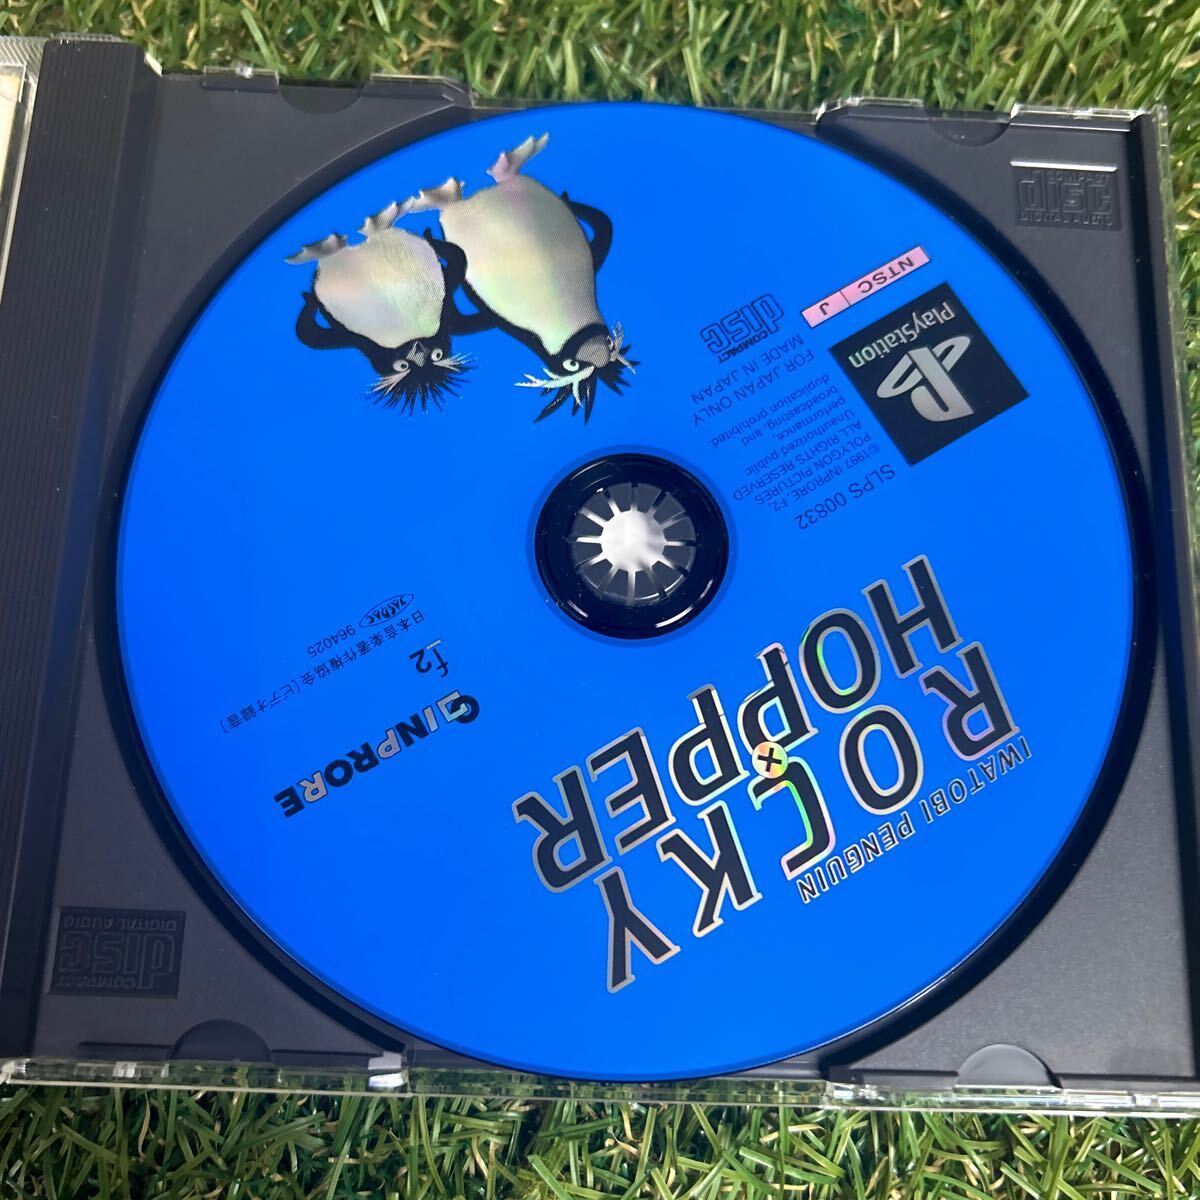 IWATOBI PENGUIN
ROCKY
×
HOPPER
PlayStation
NTSC J
COMPACT
disc
FOR JAPAN ONLY
MADE IN JAPAN
SLPS 00832
©1997 INPRORE, F2,
POLYGON PICTURES
ALL RIGHTS RESERVED
Unauthorized public
performance,
broadcasting, and
duplication prohibited.
INPRORE
f2
JASRAC
964025
日本音楽著作権協会(ビデオ録音)
COMPACT
disc
DIGITAL AUDIO
COMPACT
disc
DIGITAL AUDIO